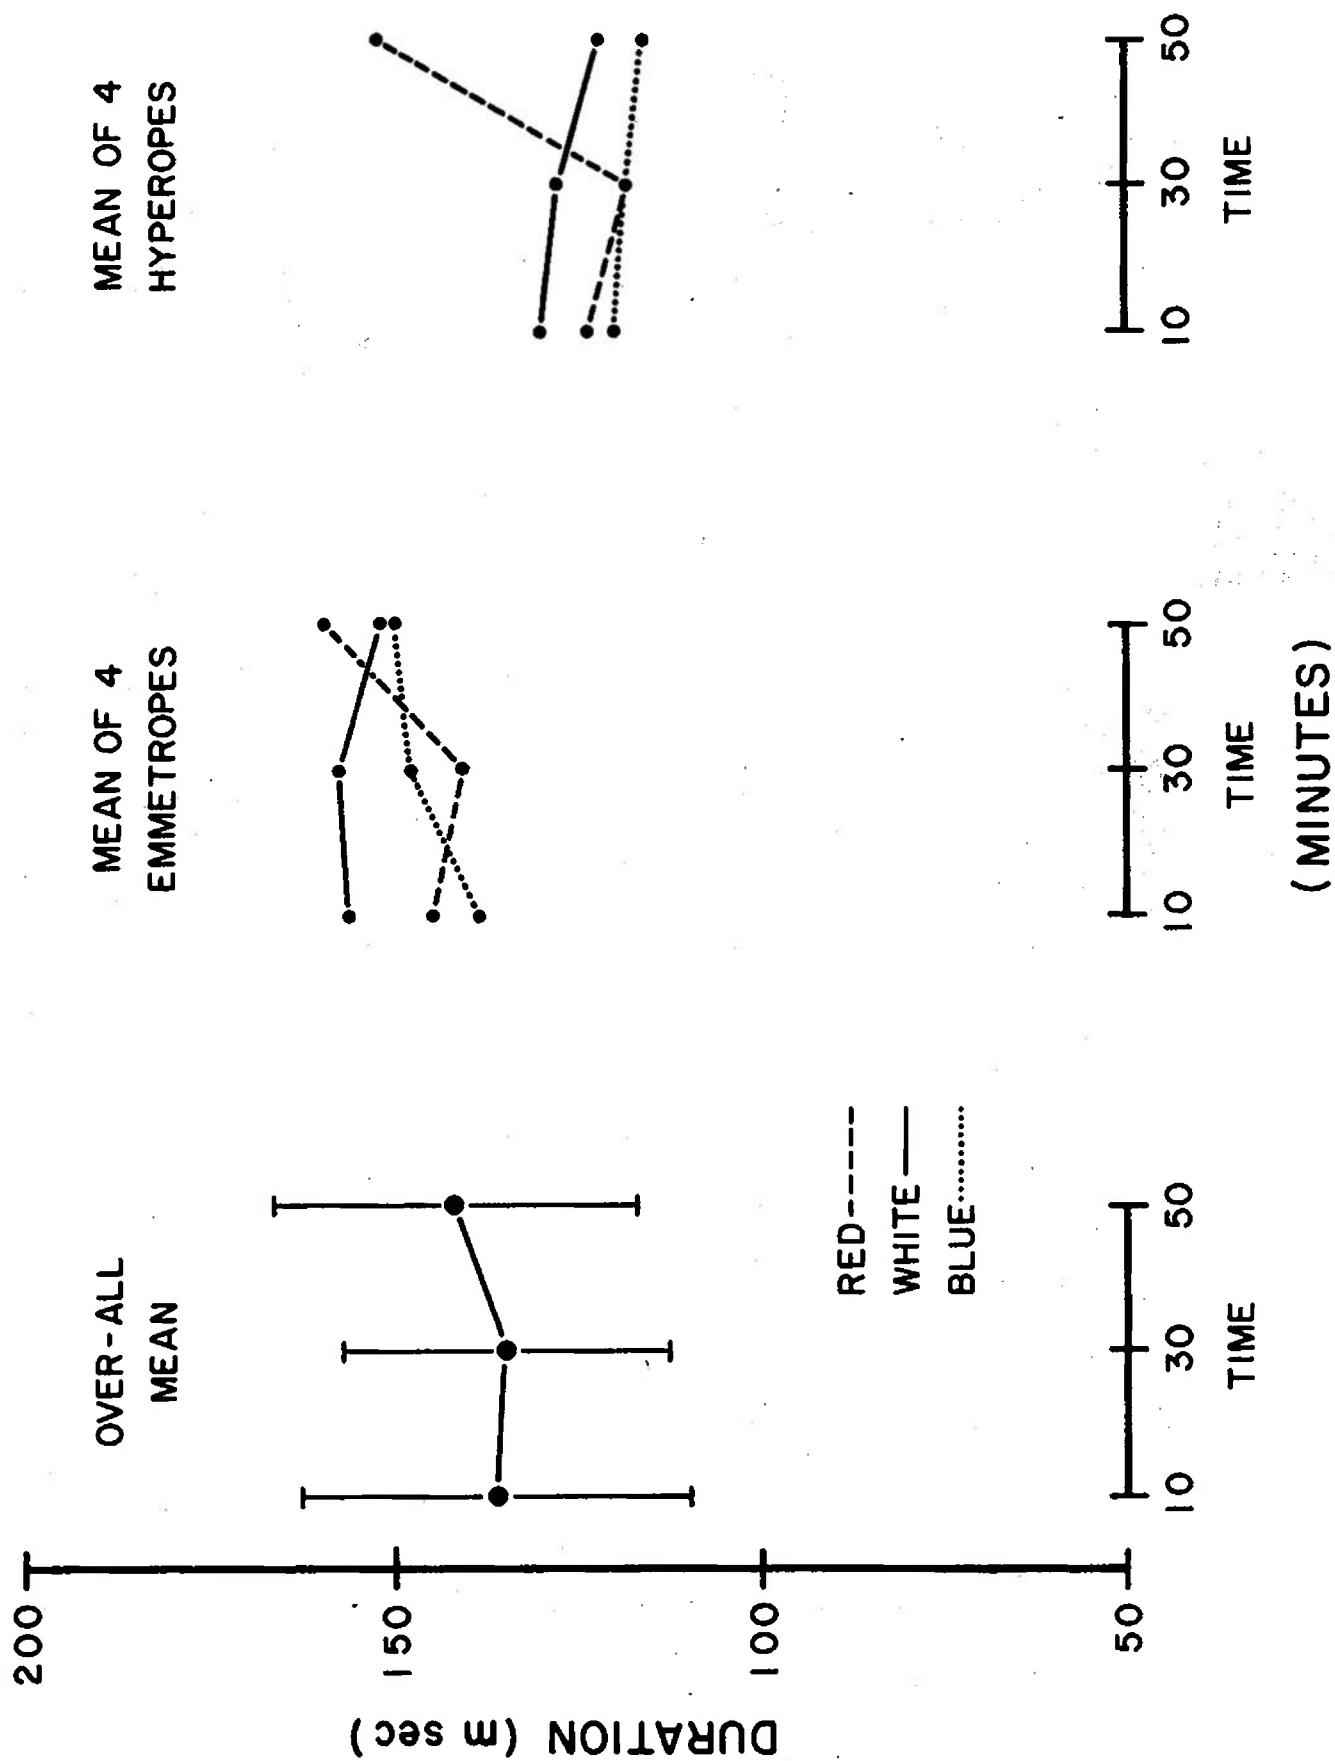 OVER-ALL
MEAN
MEAN OF 4
EMMETROPES
MEAN OF 4
HYPEROPES
200
150
100
50
DURATION (m sec)
RED
WHITE
BLUE
10 30 50
TIME
10 30 50
TIME
10 30 50
TIME
(MINUTES)